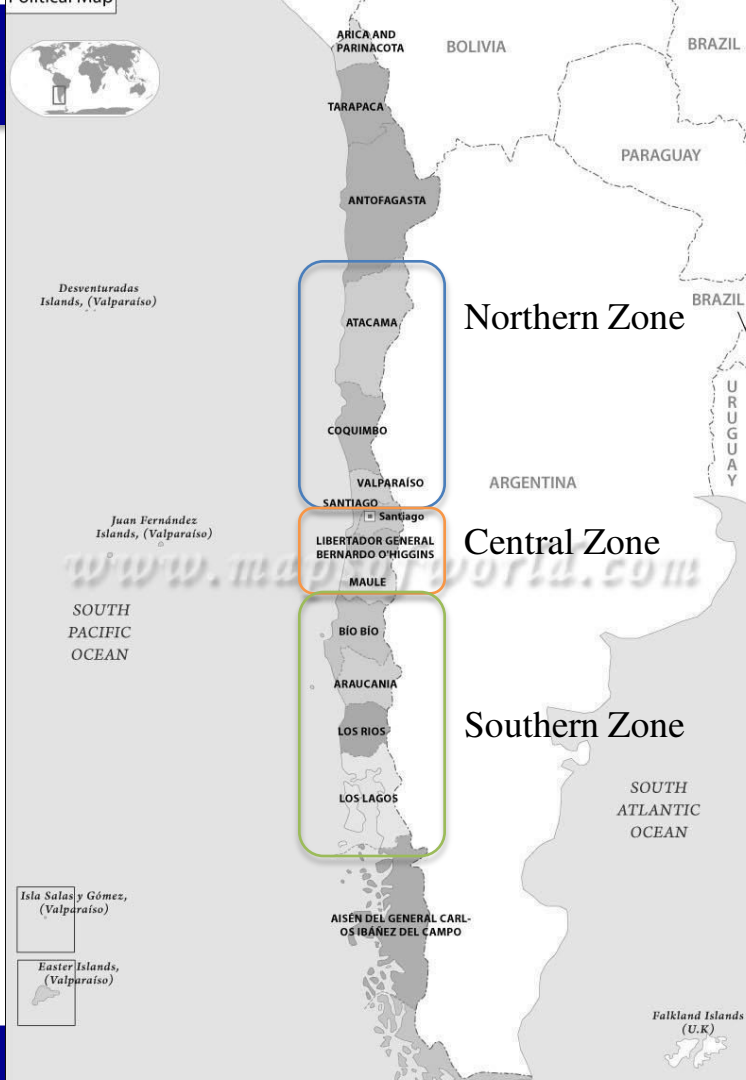 Political Map
ARICA AND
PARINACOTA
BOLIVIA
BRAZIL
TARAPACA
PARAGUAY
ANTOFAGASTA
Desventuradas
Islands, (Valparaíso)
BRAZIL
ATACAMA
Northern Zone
COQUIMBO
URUGUAY
VALPARAÍSO
ARGENTINA
SANTIAGO
Santiago
Juan Fernández
Islands, (Valparaíso)
LIBERTADOR GENERAL
BERNARDO O'HIGGINS
Central Zone
www.mapsofworld.com
MAULE
SOUTH
PACIFIC
OCEAN
BÍO BÍO
ARAUCANIA
LOS RIOS
Southern Zone
LOS LAGOS
SOUTH
ATLANTIC
OCEAN
Isla Salas y Gómez,
(Valparaíso)
AISÉN DEL GENERAL CARL-
OS IBÁÑEZ DEL CAMPO
Easter Islands,
(Valparaíso)
Falkland Islands
(U.K)